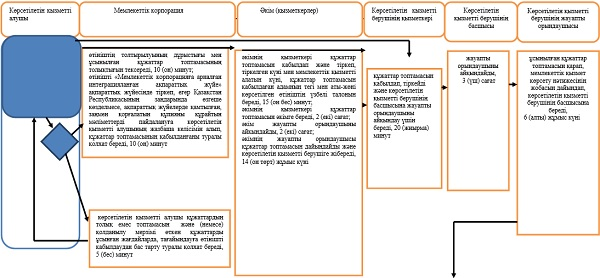 Көрсетілетін қызметті
алушы
Мемлекеттік корпорация
Әкім (қызметкерлер)
Көрсетілетін қызметті
берушінің қызметкері
Көрсетілетін
қызметті берушінің
басшысы
Көрсетілетін қызметті
берушінің жауапты
орындаушысы
өтініштің толтырылуының дұрыстығы мен
ұсынылған құжаттар топтамасының
толықтығын тексереді, 10 (он) минут;
өтінішті «Мемлекеттік корпорацияға арналған
интеграцияланған ақпараттық жүйе»
ақпараттық жүйесінде тіркеп, егер Қазақстан
Республикасының заңдарында өзгеше
көзделмесе, ақпараттық жүйелерде қамтылған,
заңмен қорғалатын құпияны құрайтын
мәліметтерді пайдалануға көрсетілетін
қызметті алушының жазбаша келісімін алып,
құжаттар топтамасының қабылданғаны туралы
қолхат береді, 10 (он) минут
көрсетілетін қызметті алушы құжаттардың
толық емес топтамасын және (немесе)
қолданылу мерзімі өткен құжаттарды
ұсынған жағдайларда, тағайындауға өтінішті
қабылдаудан бас тарту туралы қолхат береді,
5 (бес) минут
әкімнің қызметкері құжаттар
топтамасын қабылдап және тіркеп,
тіркелген күні мен мемлекеттік қызметті
алатын күні, құжаттар топтамасын
қабылдаған адамның тегі мен аты-жөні
көрсетілген өтініштің үзбелі талонын
береді, 15 (он бес) минут;
әкімнің қызметкері құжаттар
топтамасын әкімге береді, 2 (екі) сағат;
әкім жауапты орындаушыны
айқындайды, 2 (екі) сағат;
әкімнің жауапты орындаушысы
құжаттар топтамасын дайындайды және
көрсетілетін қызметті берушіге жібереді,
14 (он төрт) жұмыс күні
құжаттар топтамасын
қабылдап, тіркейді
және көрсетілетін
қызметті берушінің
басшысына жауапты
орындаушыны
айқындау үшін
береді, 20 (жиырма)
минут
жауапты
орындаушыны
айқындайды,
3 (үш) сағат
ұсынылған құжаттар
топтамасын қарап,
мемлекеттік қызмет
көрсету нәтижесінің
жобасын дайындап,
көрсетілетін қызметті
берушінің басшысына
береді,
6 (алты) жұмыс күні